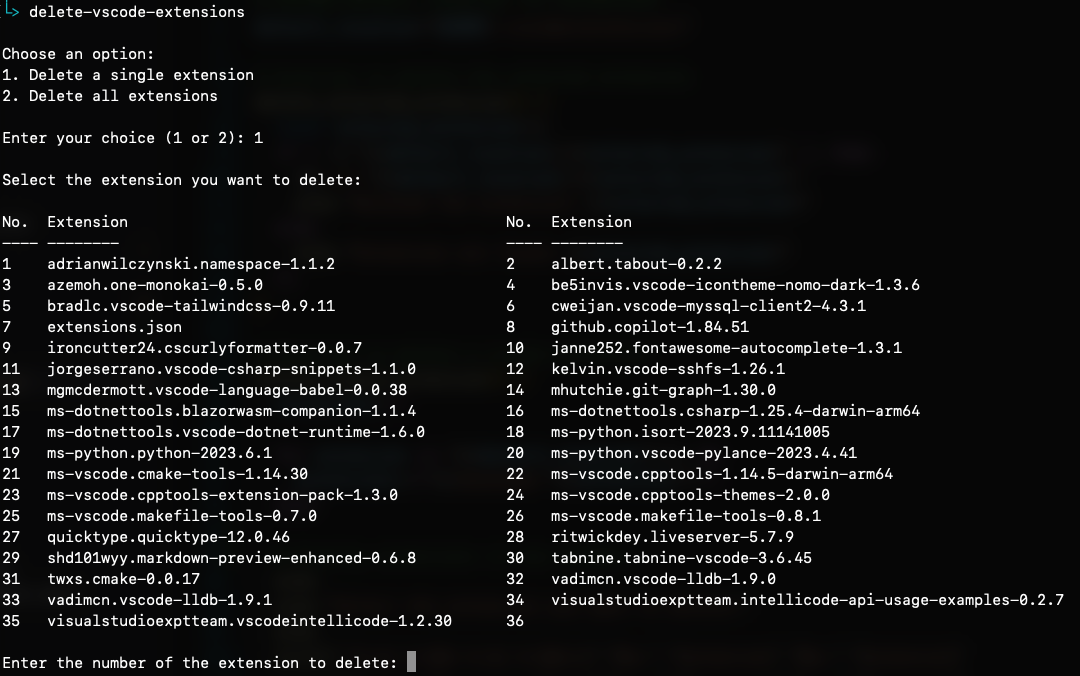 └> delete-vscode-extensions
Choose an option:
1. Delete a single extension
2. Delete all extensions
Enter your choice (1 or 2): 1
Select the extension you want to delete:
No. Extension No. Extension
---- -------- ---- --------
1 adrianwilczynski.namespace-1.1.2 2 albert.tabout-0.2.2
3 azemoh.one-monokai-0.5.0 4 be5invis.vscode-icontheme-nomo-dark-1.3.6
5 bradlc.vscode-tailwindcss-0.9.11 6 cweijan.vscode-myssql-client2-4.3.1
7 extensions.json 8 github.copilot-1.84.51
9 ironcutter24.cscurlyformatter-0.0.7 10 janne252.fontawesome-autocomplete-1.3.1
11 jorgeserrano.vscode-csharp-snippets-1.1.0 12 kelvin.vscode-sshfs-1.26.1
13 mgmcdermott.vscode-language-babel-0.0.38 14 mhutchie.git-graph-1.30.0
15 ms-dotnettools.blazorwasm-companion-1.1.4 16 ms-dotnettools.csharp-1.25.4-darwin-arm64
17 ms-dotnettools.vscode-dotnet-runtime-1.6.0 18 ms-python.isort-2023.9.11141005
19 ms-python.python-2023.6.1 20 ms-python.vscode-pylance-2023.4.41
21 ms-vscode.cmake-tools-1.14.30 22 ms-vscode.cpptools-1.14.5-darwin-arm64
23 ms-vscode.cpptools-extension-pack-1.3.0 24 ms-vscode.cpptools-themes-2.0.0
25 ms-vscode.makefile-tools-0.7.0 26 ms-vscode.makefile-tools-0.8.1
27 quicktype.quicktype-12.0.46 28 ritwickdey.liveserver-5.7.9
29 shd101wyy.markdown-preview-enhanced-0.6.8 30 tabnine.tabnine-vscode-3.6.45
31 twxs.cmake-0.0.17 32 vadimcn.vscode-lldb-1.9.0
33 vadimcn.vscode-lldb-1.9.1 34 visualstudioexptteam.intellicode-api-usage-examples-0.2.7
35 visualstudioexptteam.vscodeintellicode-1.2.30 36
Enter the number of the extension to delete: